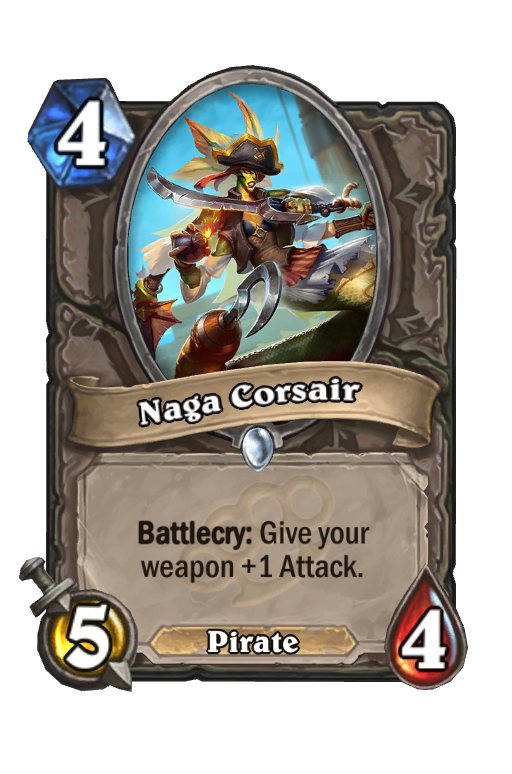 4
Naga Corsair
Battlecry: Give your
weapon +1 Attack.
5
Pirate
4